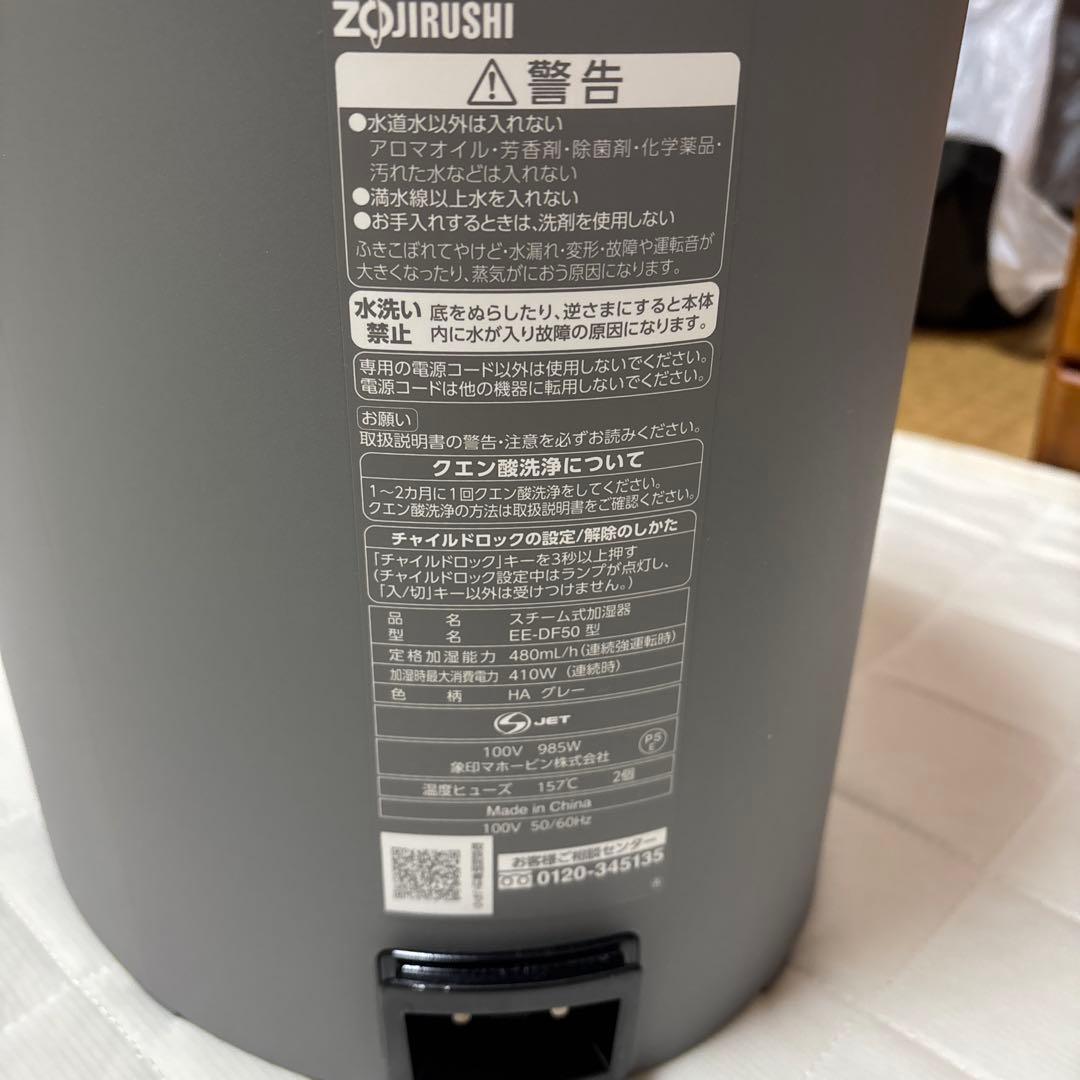 ZOJIRUSHI
警告
●水道水以外は入れない
アロマオイル・芳香剤・除菌剤・化学薬品・
汚れた水などは入れない
●満水線以上水を入れない
●お手入れするときは、洗剤を使用しない
ふきこぼれてやけど・水漏れ・変形・故障や運転音が
大きくなったり、蒸気がにおう原因になります。
水洗い
禁止
底をぬらしたり、逆さまにすると本体
内に水が入り故障の原因になります。
専用の電源コード以外は使用しないでください。
電源コードは他の機器に転用しないでください。
お願い
取扱説明書の警告・注意を必ずお読みください。
クエン酸洗浄について
1〜2カ月に1回クエン酸洗浄をしてください。
クエン酸洗浄の方法は取扱説明書をご確認ください。
チャイルドロックの設定/解除のしかた
「チャイルドロック」キーを3秒以上押す
(チャイルドロック設定中はランプが点灯し、
「入/切」キー以外は受けつけません。)
品名 スチーム式加湿器
型名 EE-DF50 型
定格加湿能力 480mL/h(連続強運転時)
加湿時最大消費電力 410W (連続時)
色柄 HA グレー
JET
100V 985W
PSE
象印マホービン株式会社
温度ヒューズ 157℃ 2個
Made in China
100V 50/60Hz
取扱説明書はこちら
お客様ご相談センター
0120-345135